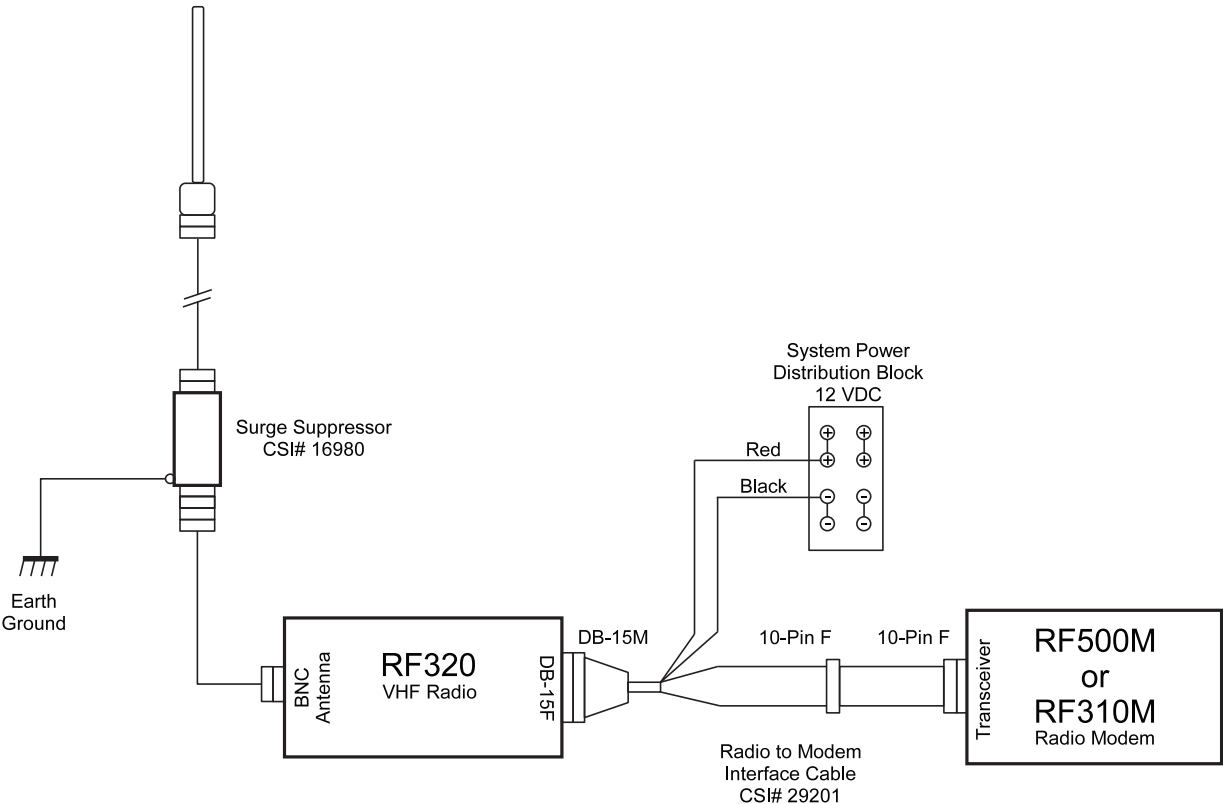 System Power
Distribution Block
12 VDC
Surge Suppressor
CSI# 16980
Red
Black
Earth
Ground
BNC
Antenna
RF320
VHF Radio
DB-15F
DB-15M
10-Pin F
10-Pin F
Transceiver
RF500M
or
RF310M
Radio Modem
Radio to Modem
Interface Cable
CSI# 29201